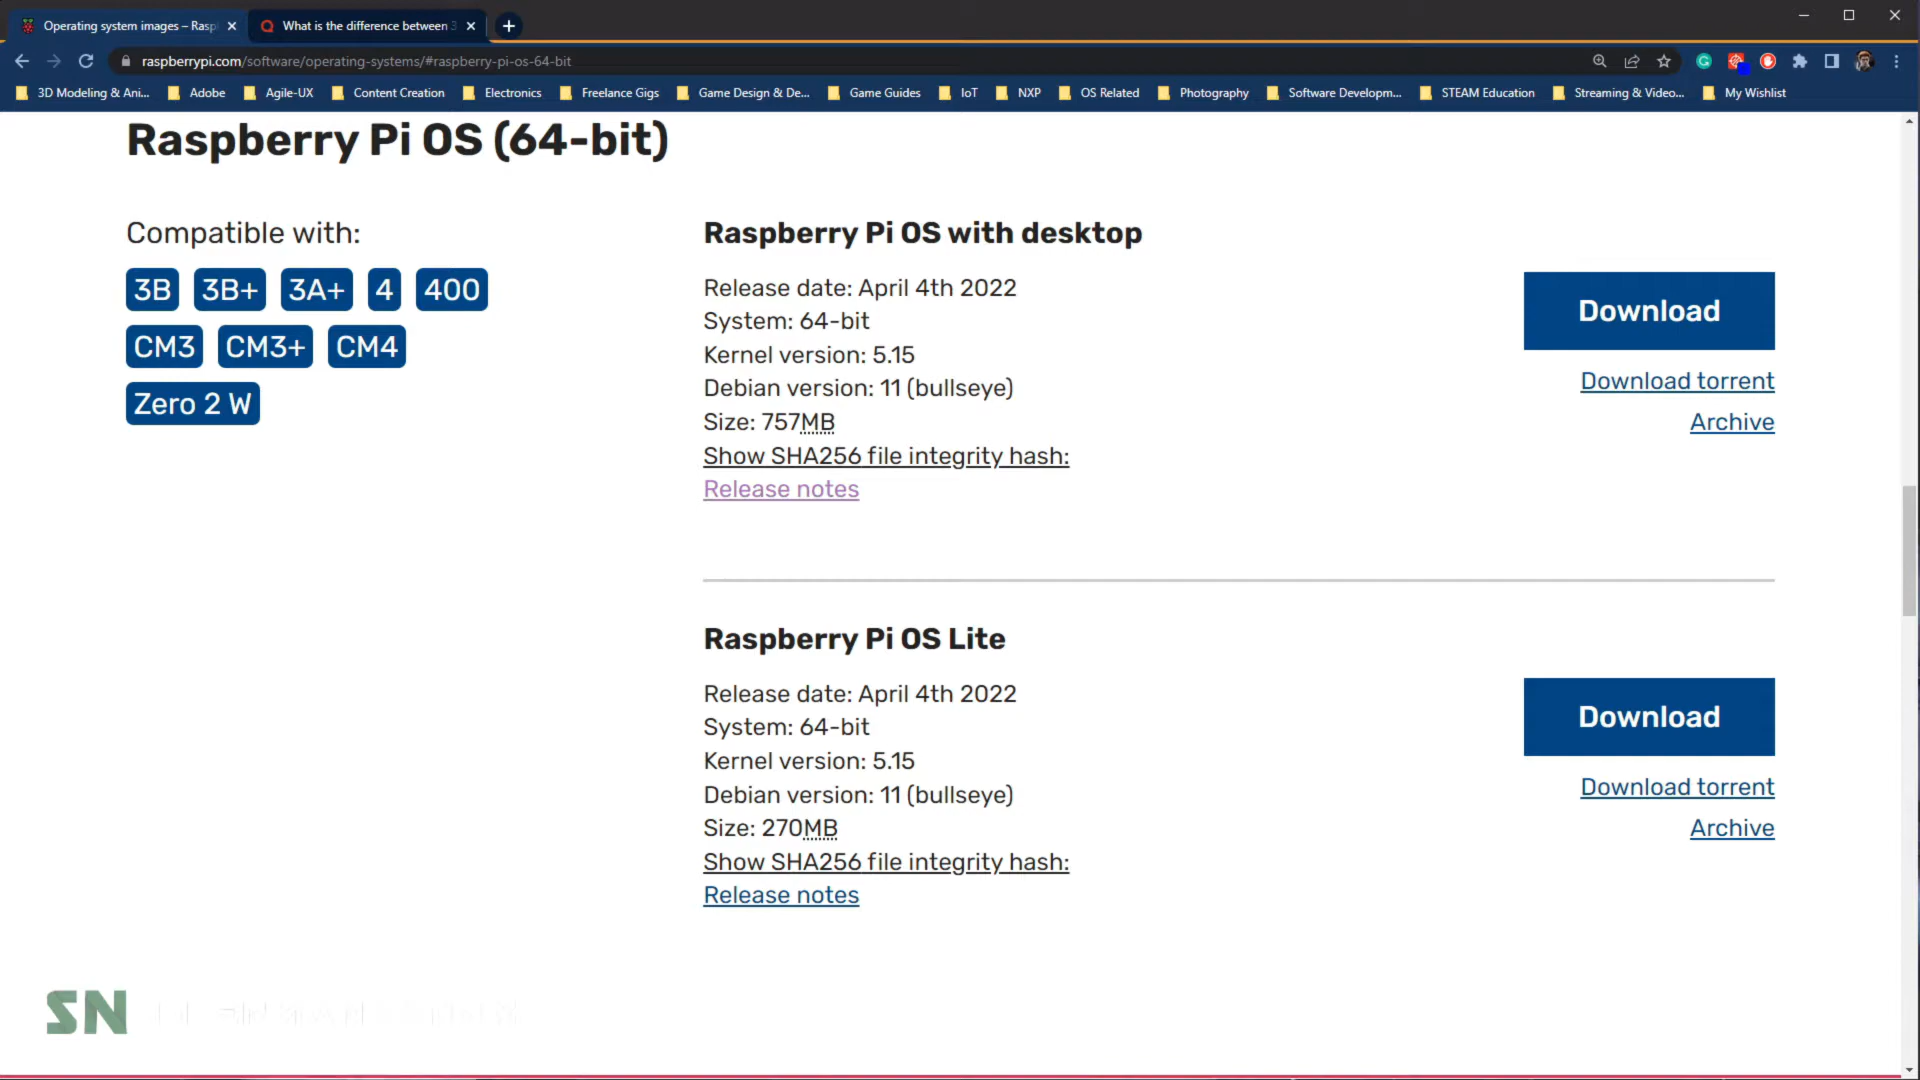 Operating system images – Rasp
What is the difference between 3
raspberrypi.com/software/operating-systems/#raspberry-pi-os-64-bit
3D Modeling & Ani...
Adobe
Agile-UX
Content Creation
Electronics
Freelance Gigs
Game Design & De...
Game Guides
IoT
NXP
OS Related
Photography
Software Developm...
STEAM Education
Streaming & Video...
My Wishlist
Raspberry Pi OS (64-bit)
Compatible with:
3B 3B+ 3A+ 4 400
CM3 CM3+ CM4
Zero 2 W
Raspberry Pi OS with desktop
Release date: April 4th 2022
System: 64-bit
Kernel version: 5.15
Debian version: 11 (bullseye)
Size: 757MB
Show SHA256 file integrity hash:
Release notes
Download
Download torrent
Archive
Raspberry Pi OS Lite
Release date: April 4th 2022
System: 64-bit
Kernel version: 5.15
Debian version: 11 (bullseye)
Size: 270MB
Show SHA256 file integrity hash:
Release notes
Download
Download torrent
Archive
SN